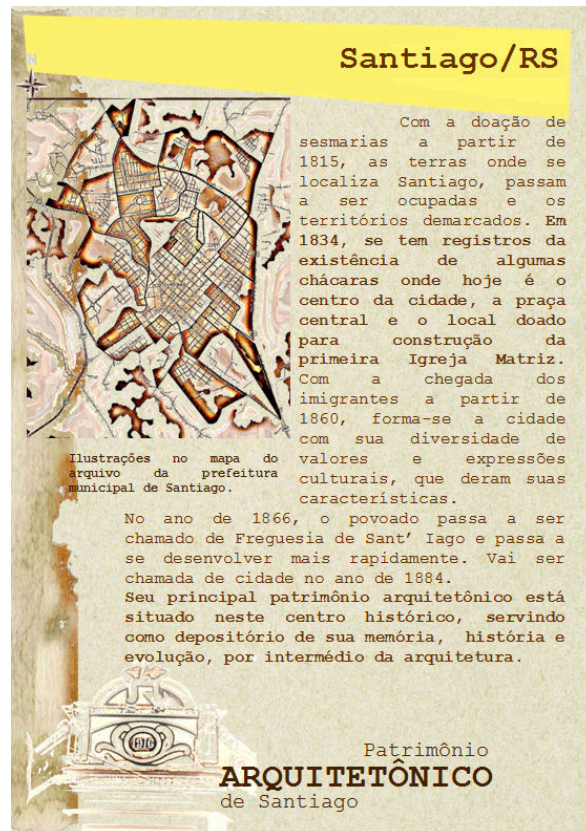 Santiago/RS
N
Com a doação de
sesmarias a partir de
1815, as terras onde se
localiza Santiago, passam
a ser ocupadas e os
territórios demarcados. Em
1834, se tem registros da
existência de algumas
chácaras onde hoje é o
centro da cidade, a praça
central e o local doado
para construção da
primeira Igreja Matriz.
Com a chegada dos
imigrantes a partir de
1860, forma-se a cidade
com sua diversidade de
valores e expressões
culturais, que deram suas
características.
Ilustrações no mapa do
arquivo da prefeitura
municipal de Santiago.
No ano de 1866, o povoado passa a ser
chamado de Freguesia de Sant’ Iago e passa a
se desenvolver mais rapidamente. Vai ser
chamada de cidade no ano de 1884.
Seu principal patrimônio arquitetônico está
situado neste centro histórico, servindo
como depositório de sua memória, história e
evolução, por intermédio da arquitetura.
Patrimônio
ARQUITETÔNICO
de Santiago